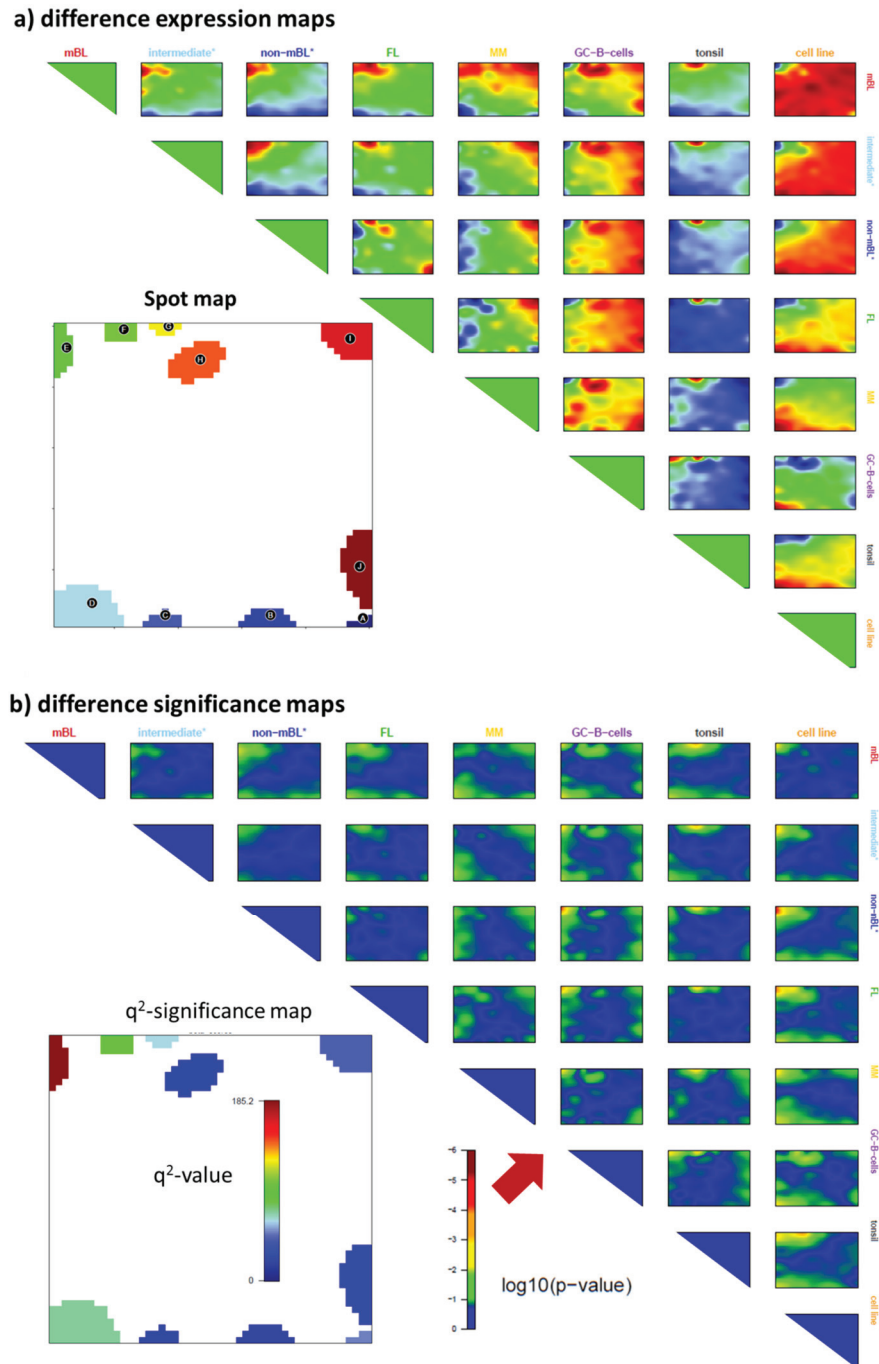 a) difference expression maps
mBL intermediate* non-mBL* FL MM GC-B-cells tonsil cell line
mBL
intermediate*
non-mBL*
FL
MM
GC-B-cells
tonsil
cell line
Spot map
E
F
G
H
I
J
D
C
B
A
b) difference significance maps
mBL intermediate* non-mBL* FL MM GC-B-cells tonsil cell line
mBL
intermediate*
non-mBL*
FL
MM
GC-B-cells
tonsil
cell line
q²-significance map
185.2
q²-value
0
-6
-5
-4
-3
-2
-1
0
log10(p-value)